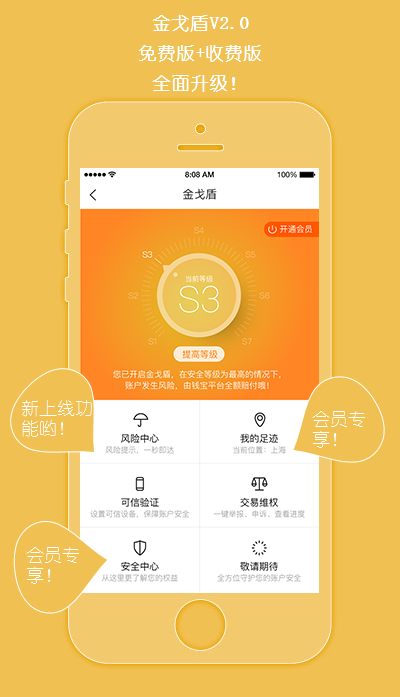 金戈盾V2.0
免费版+收费版
全面升级！
8:08 AM
100%
金戈盾
开通会员
S4
S3
S5
S2
S6
S1
S7
当前等级
S3
提高等级
您已开启金戈盾，在安全等级为最高的情况下，
账户发生风险，由钱宝平台全额赔付哦！
新上线功
能哟！
风险中心
风险提示，一秒即达
我的足迹
当前位置：上海
会员专
享！
可信验证
设置可信设备，保障账户安全
交易维权
一键举报、申诉、查看进度
会员专
享！
安全中心
从这里更了解您的权益
敬请期待
全方位守护您的账户安全